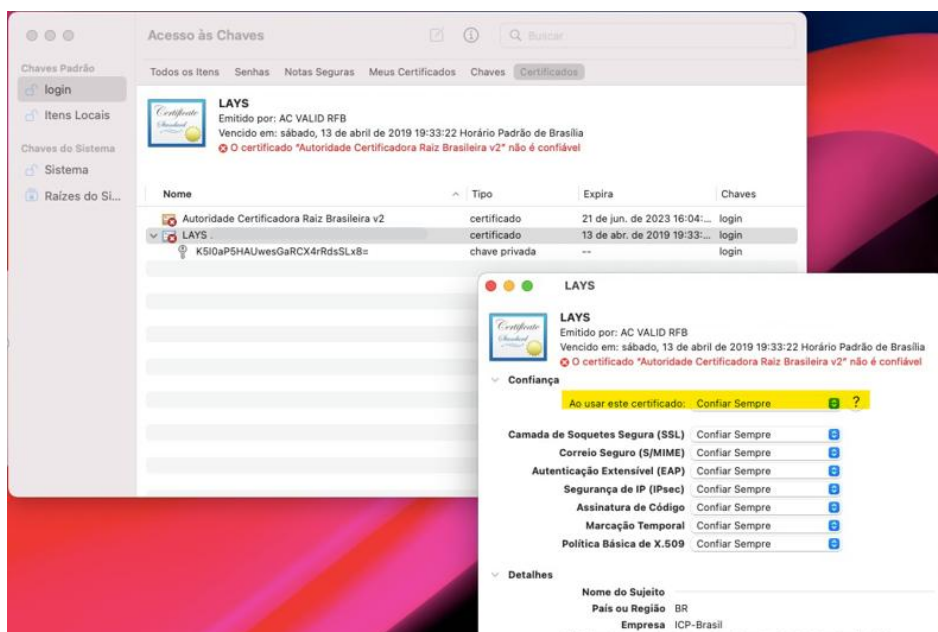 Acesso às Chaves
Buscar
Chaves Padrão
login
Itens Locais
Chaves do Sistema
Sistema
Raízes do Si...
Todos os Itens Senhas Notas Seguras Meus Certificados Chaves Certificados
Certificate
Standard
LAYS
Emitido por: AC VALID RFB
Vencido em: sábado, 13 de abril de 2019 19:33:22 Horário Padrão de Brasília
O certificado "Autoridade Certificadora Raiz Brasileira v2" não é confiável
Nome Tipo Expira Chaves
Autoridade Certificadora Raiz Brasileira v2 certificado 21 de jun. de 2023 16:04:... login
LAYS . certificado 13 de abr. de 2019 19:33:... login
K5I0aP5HAUwesGaRCX4rRdsSLx8= chave privada -- login
LAYS
Certificate
Standard
LAYS
Emitido por: AC VALID RFB
Vencido em: sábado, 13 de abril de 2019 19:33:22 Horário Padrão de Brasília
O certificado "Autoridade Certificadora Raiz Brasileira v2" não é confiável
Confiança
Ao usar este certificado: Confiar Sempre ?
Camada de Soquetes Segura (SSL) Confiar Sempre
Correio Seguro (S/MIME) Confiar Sempre
Autenticação Extensível (EAP) Confiar Sempre
Segurança de IP (IPsec) Confiar Sempre
Assinatura de Código Confiar Sempre
Marcação Temporal Confiar Sempre
Política Básica de X.509 Confiar Sempre
Detalhes
Nome do Sujeito
País ou Região BR
Empresa ICP-Brasil